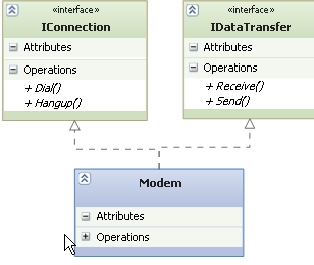 «interface»
IConnection
Attributes
Operations
+ Dial()
+ Hangup()
«interface»
IDataTransfer
Attributes
Operations
+ Receive()
+ Send()
Modem
Attributes
Operations